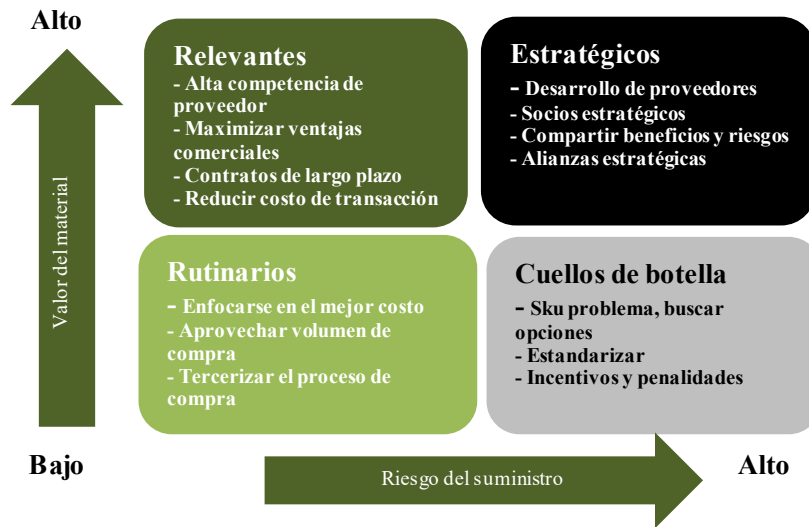 Alto
Relevantes
- Alta competencia de
proveedor
- Maximizar ventajas
comerciales
- Contratos de largo plazo
- Reducir costo de transacción
Estratégicos
- Desarrollo de proveedores
- Socios estratégicos
- Compartir beneficios y riesgos
- Alianzas estratégicas
Valor del material
Rutinarios
- Enfocarse en el mejor costo
- Aprovechar volumen de
compra
- Tercerizar el proceso de
compra
Cuellos de botella
- Sku problema, buscar
opciones
- Estandarizar
- Incentivos y penalidades
Bajo
Riesgo del suministro
Alto